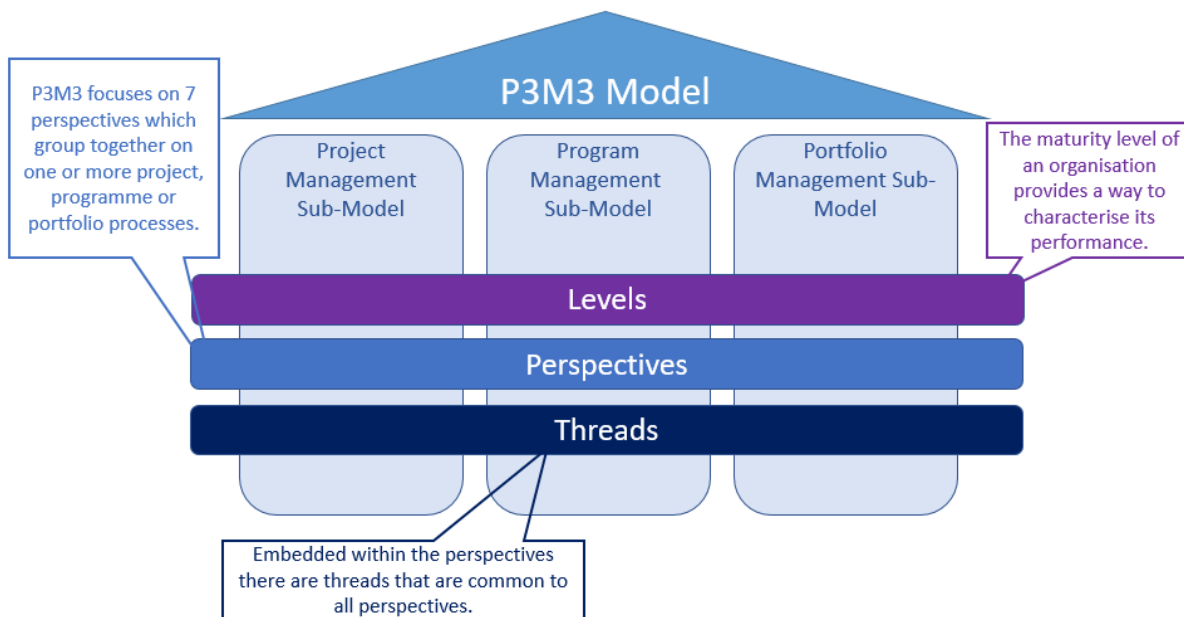 P3M3 Model
P3M3 focuses on 7
perspectives which
group together on
one or more project,
programme or
portfolio processes.
Project
Management
Sub-Model
Program
Management
Sub-Model
Portfolio
Management Sub-
Model
The maturity level of
an organisation
provides a way to
characterise its
performance.
Levels
Perspectives
Threads
Embedded within the perspectives
there are threads that are common to
all perspectives.